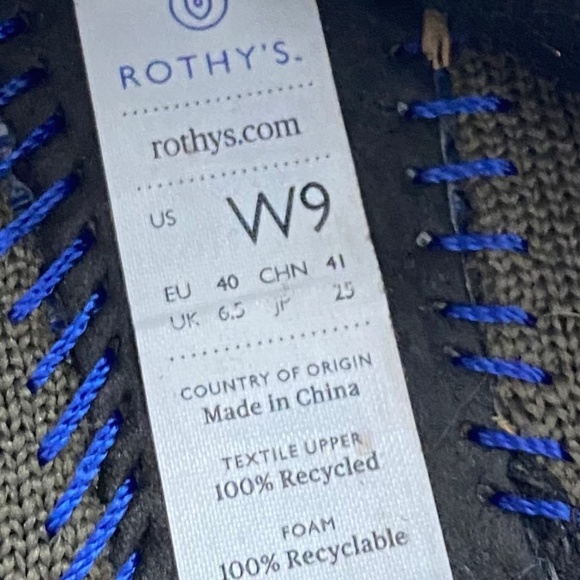 ROTHY'S.
rothys.com
US W9
EU 40 CHN 41
UK 6.5 JP 25
COUNTRY OF ORIGIN
Made in China
TEXTILE UPPER
100% Recycled
FOAM
100% Recyclable